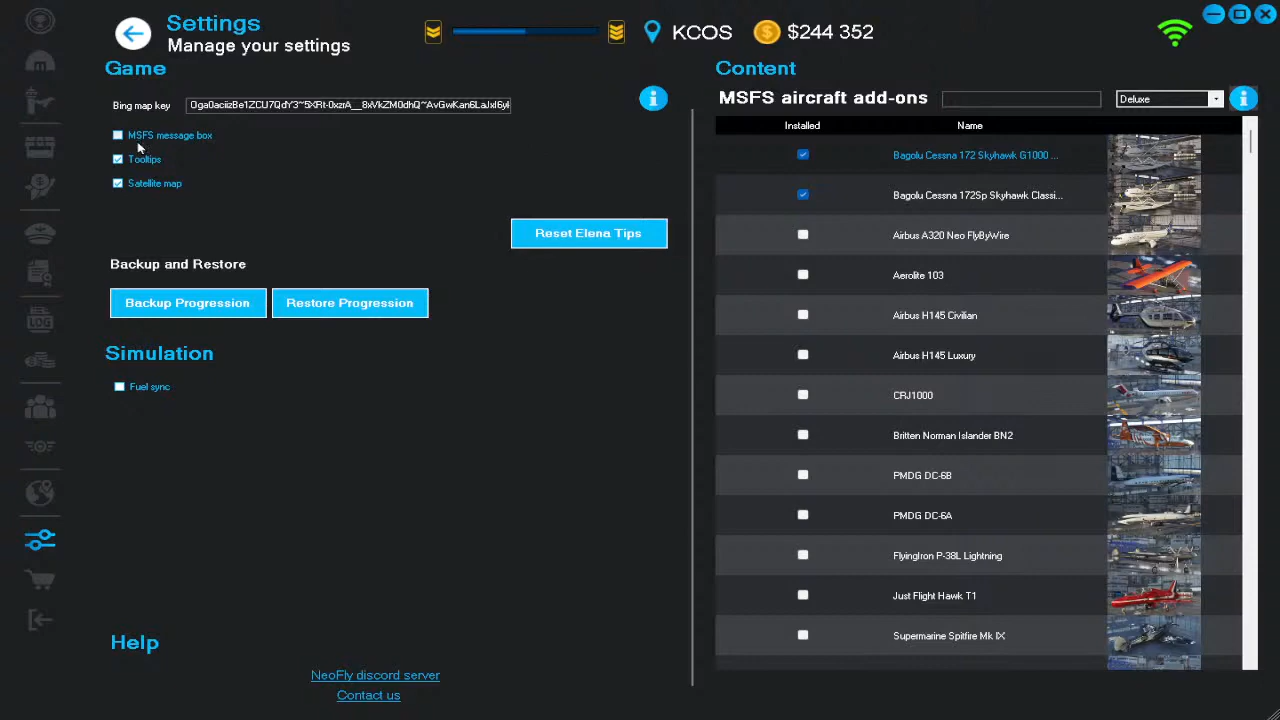 Settings
Manage your settings
KCOS
$244 352
Game
Bing map key
MSFS message box
Tooltips
Satellite map
Reset Elena Tips
Backup and Restore
Backup Progression
Restore Progression
Simulation
Fuel sync
Help
NeoFly discord server
Contact us
LOG
Content
MSFS aircraft add-ons
Deluxe
Installed Name
Bagolu Cessna 172 Skyhawk G1000 ...
Bagolu Cessna 172Sp Skyhawk Classi...
Airbus A320 Neo FlyByWire
Aerolite 103
Airbus H145 Civilian
Airbus H145 Luxury
CRJ1000
Britten Norman Islander BN2
PMDG DC-6B
PMDG DC-6A
FlyingIron P-38L Lightning
Just Flight Hawk T1
Supermarine Spitfire Mk IX